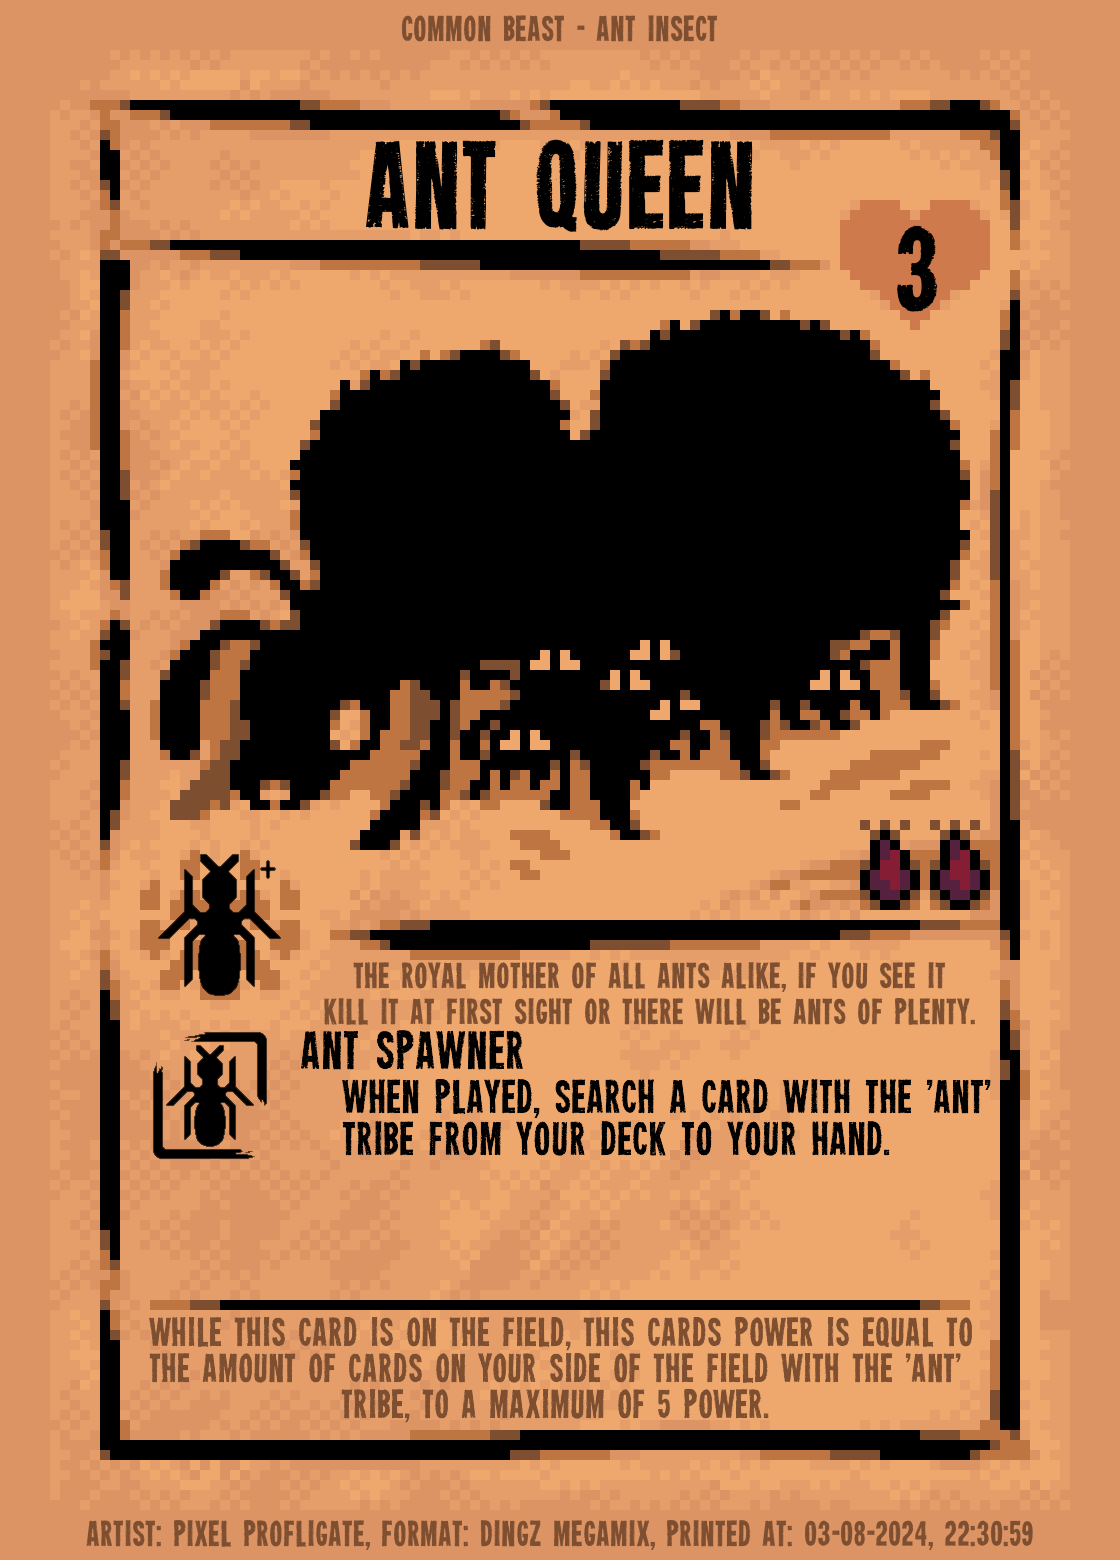 COMMON BEAST - ANT INSECT
ANT QUEEN
3
THE ROYAL MOTHER OF ALL ANTS ALIKE, IF YOU SEE IT
KILL IT AT FIRST SIGHT OR THERE WILL BE ANTS OF PLENTY.
ANT SPAWNER
WHEN PLAYED, SEARCH A CARD WITH THE 'ANT'
TRIBE FROM YOUR DECK TO YOUR HAND.
WHILE THIS CARD IS ON THE FIELD, THIS CARDS POWER IS EQUAL TO
THE AMOUNT OF CARDS ON YOUR SIDE OF THE FIELD WITH THE 'ANT'
TRIBE, TO A MAXIMUM OF 5 POWER.
ARTIST: PIXEL PROFLIGATE, FORMAT: DINGZ MEGAMIX, PRINTED AT: 03-08-2024, 22:30:59